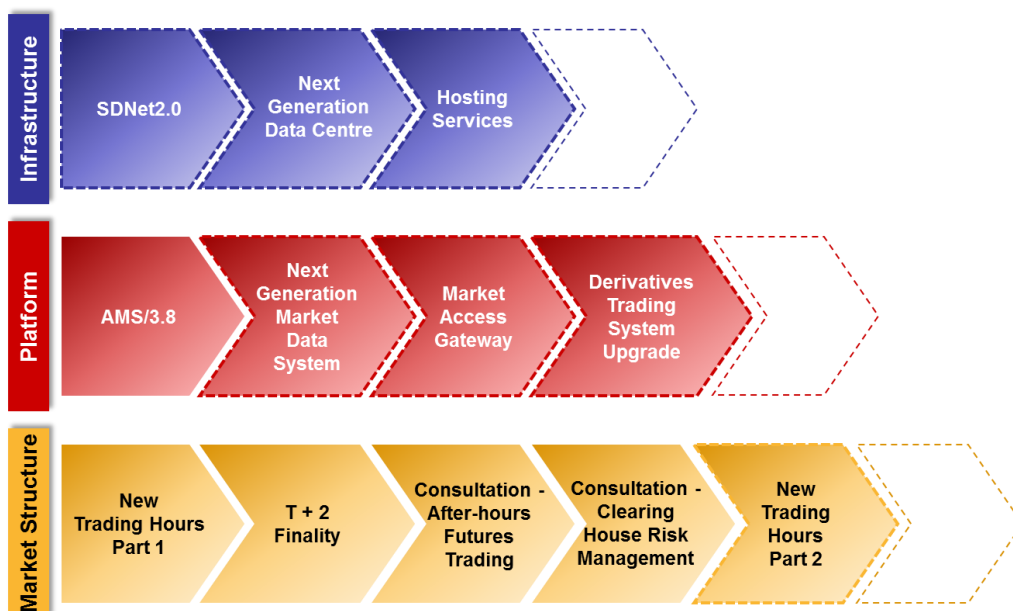 Infrastructure
SDNet2.0
Next
Generation
Data Centre
Hosting
Services
Platform
AMS/3.8
Next
Generation
Market
Data
System
Market
Access
Gateway
Derivatives
Trading
System
Upgrade
Market Structure
New
Trading Hours
Part 1
T + 2
Finality
Consultation -
After-hours
Futures
Trading
Consultation -
Clearing
House Risk
Management
New
Trading
Hours
Part 2